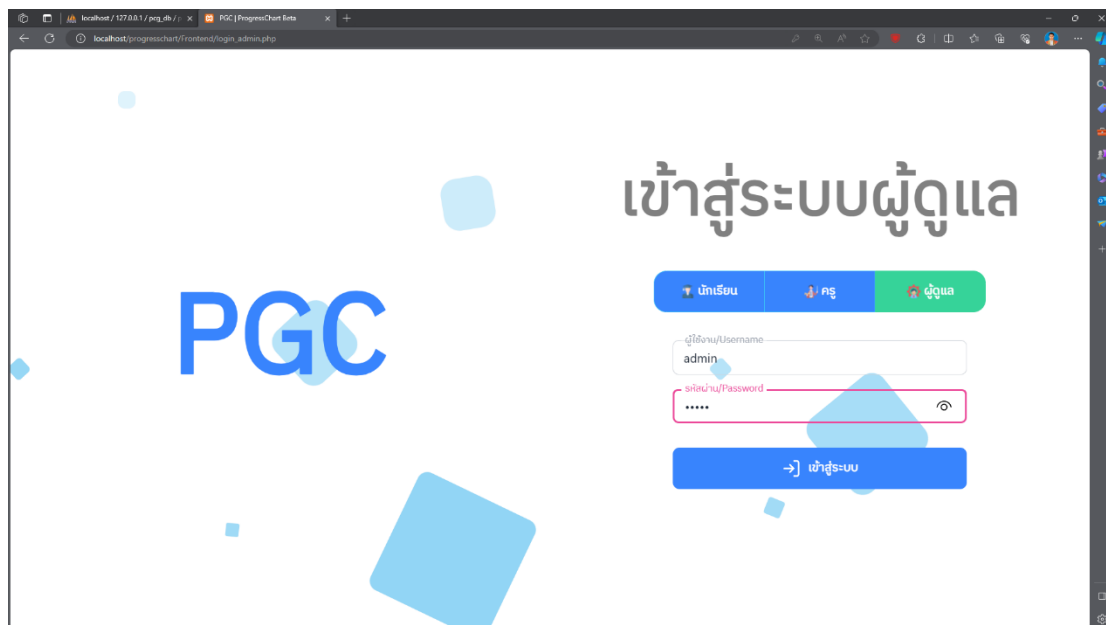 localhost / 127.0.0.1 / pcg_db / p
PGC | ProgressChart Beta
localhost/progresschart/Frontend/login_admin.php
เข้าสู่ระบบผู้ดูแล
PGC
นักเรียน
ครู
ผู้ดูแล
ผู้ใช้งาน/Username
admin
รหัสผ่าน/Password
•••••
เข้าสู่ระบบ